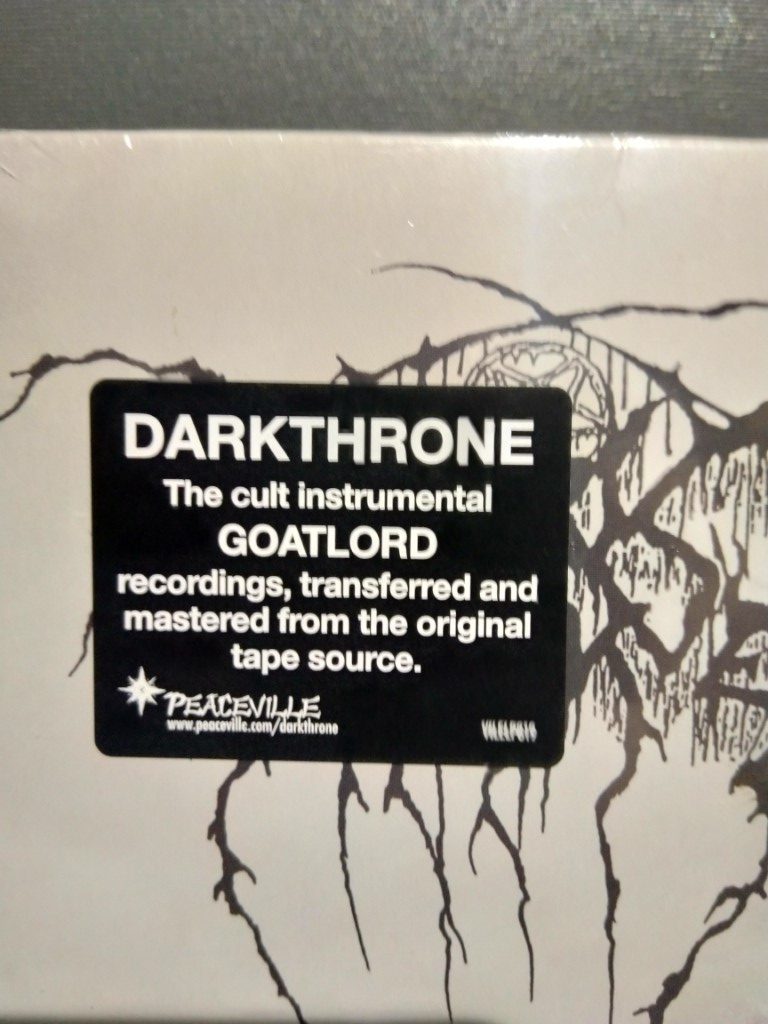 DARKTHRONE
The cult instrumental
GOATLORD
recordings, transferred and
mastered from the original
tape source.
PEACEVILLE
www.peaceville.com/darkthrone